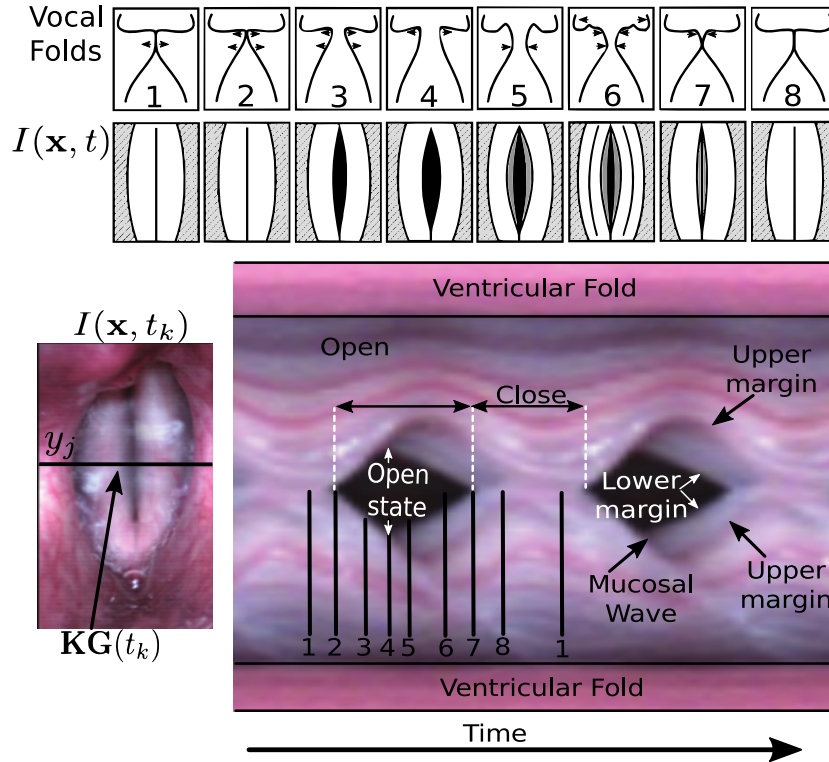 Vocal
Folds
1 2 3 4 5 6 7 8
I(x, t)
I(x, t_k)
y_j
KG(t_k)
Ventricular Fold
Open
Upper
margin
Close
Open
state
Lower
margin
Mucosal
Wave
Upper
margin
1 2 3 4 5 6 7 8 1
Ventricular Fold
Time